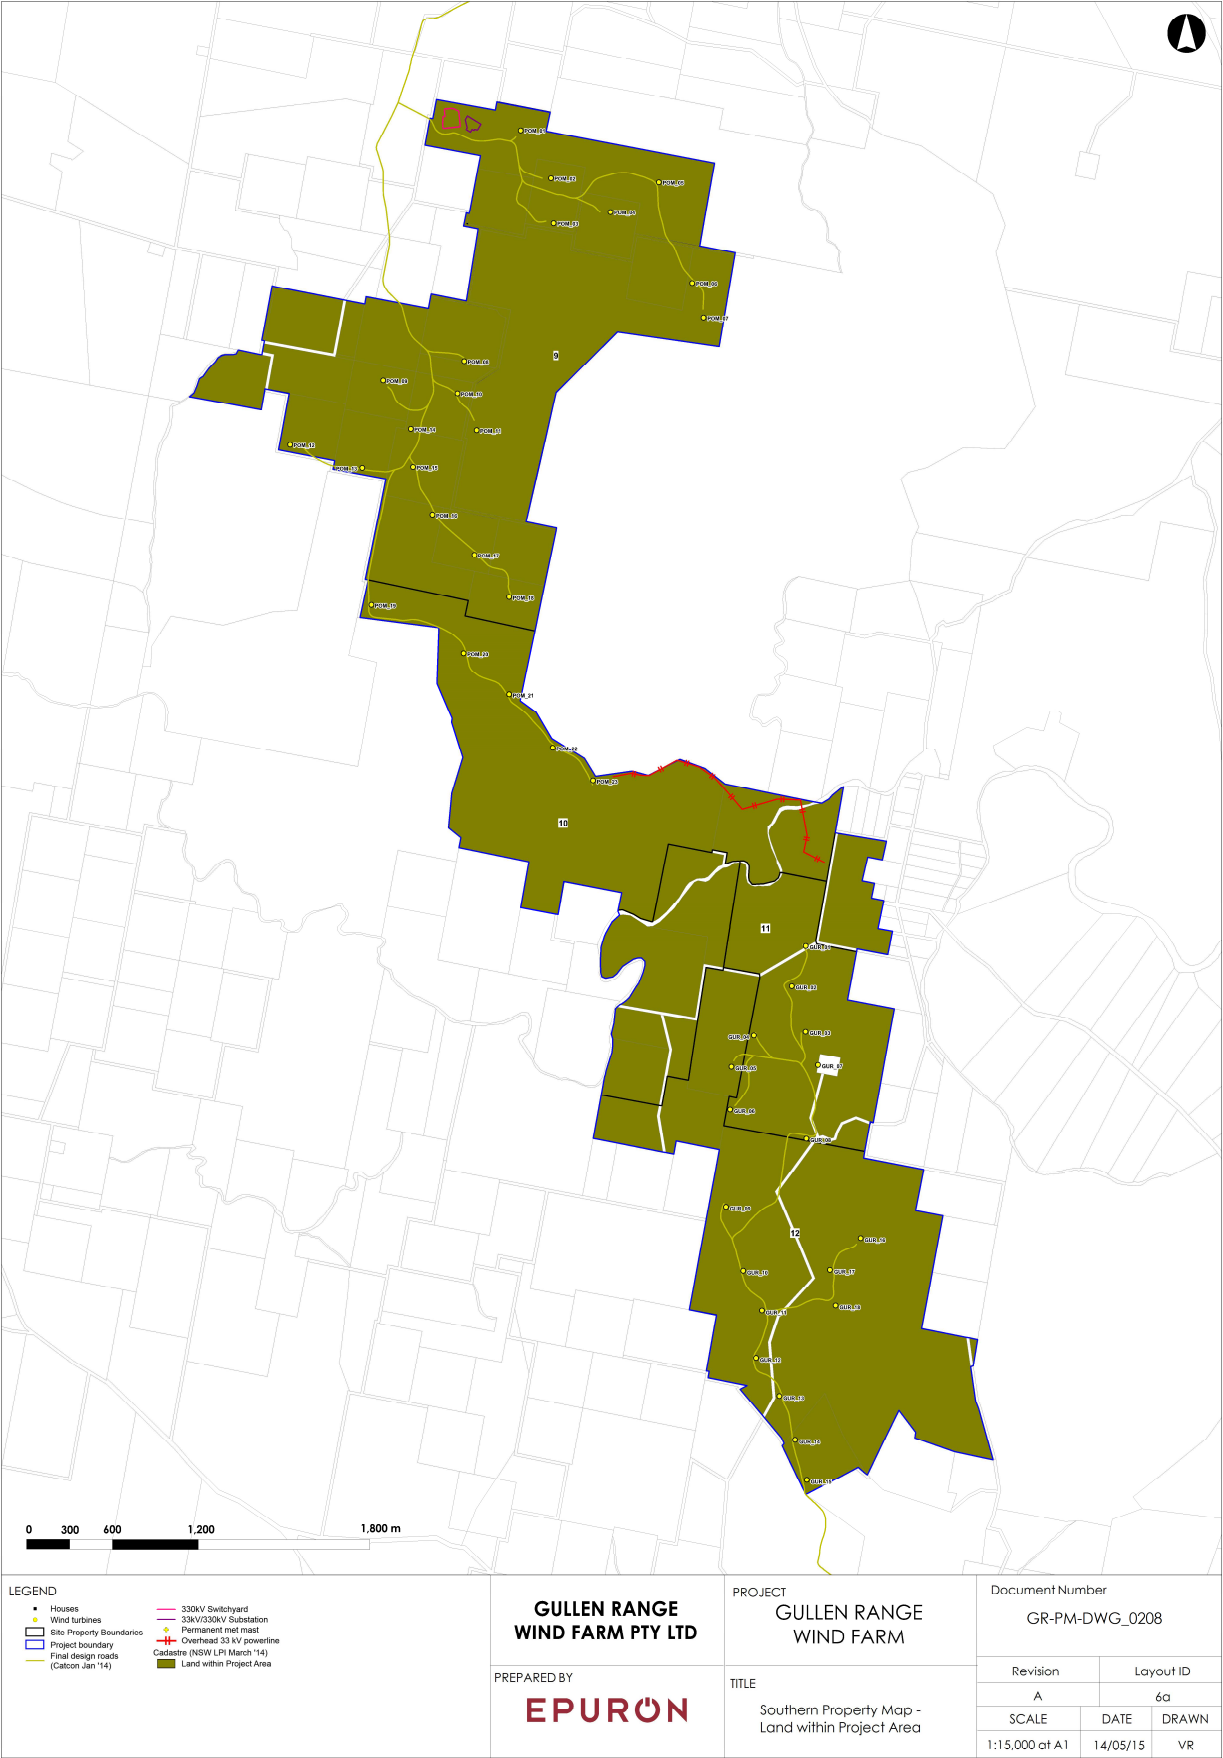 POM_01
POM_02
POM_05
POM_04
POM_03
POM_06
POM_07
9
POM_08
POM_09
POM_10
POM_14
POM_11
POM_12
POM_13
POM_15
POM_16
POM_17
POM_18
POM_19
POM_20
POM_21
POM_22
POM_23
10
11
GUR_01
GUR_02
GUR_03
GUR_04
GUR_05
GUR_07
GUR_06
GUR_08
GUR_09
12
GUR_16
GUR_10
GUR_17
GUR_18
GUR_11
GUR_12
GUR_13
GUR_14
GUR_15
0 300 600 1,200 1,800 m
LEGEND
Houses
Wind turbines
Site Property Boundaries
Project boundary
Final design roads
(Catcon Jan '14)
330kV Switchyard
33kV/330kV Substation
Permanent met mast
Overhead 33 kV powerline
Cadastre (NSW LPI March '14)
Land within Project Area
GULLEN RANGE
WIND FARM PTY LTD
PREPARED BY
EPURON
PROJECT
GULLEN RANGE
WIND FARM
TITLE
Southern Property Map -
Land within Project Area
Document Number
GR-PM-DWG_0208
Revision Layout ID
A 6a
SCALE DATE DRAWN
1:15,000 at A1 14/05/15 VR